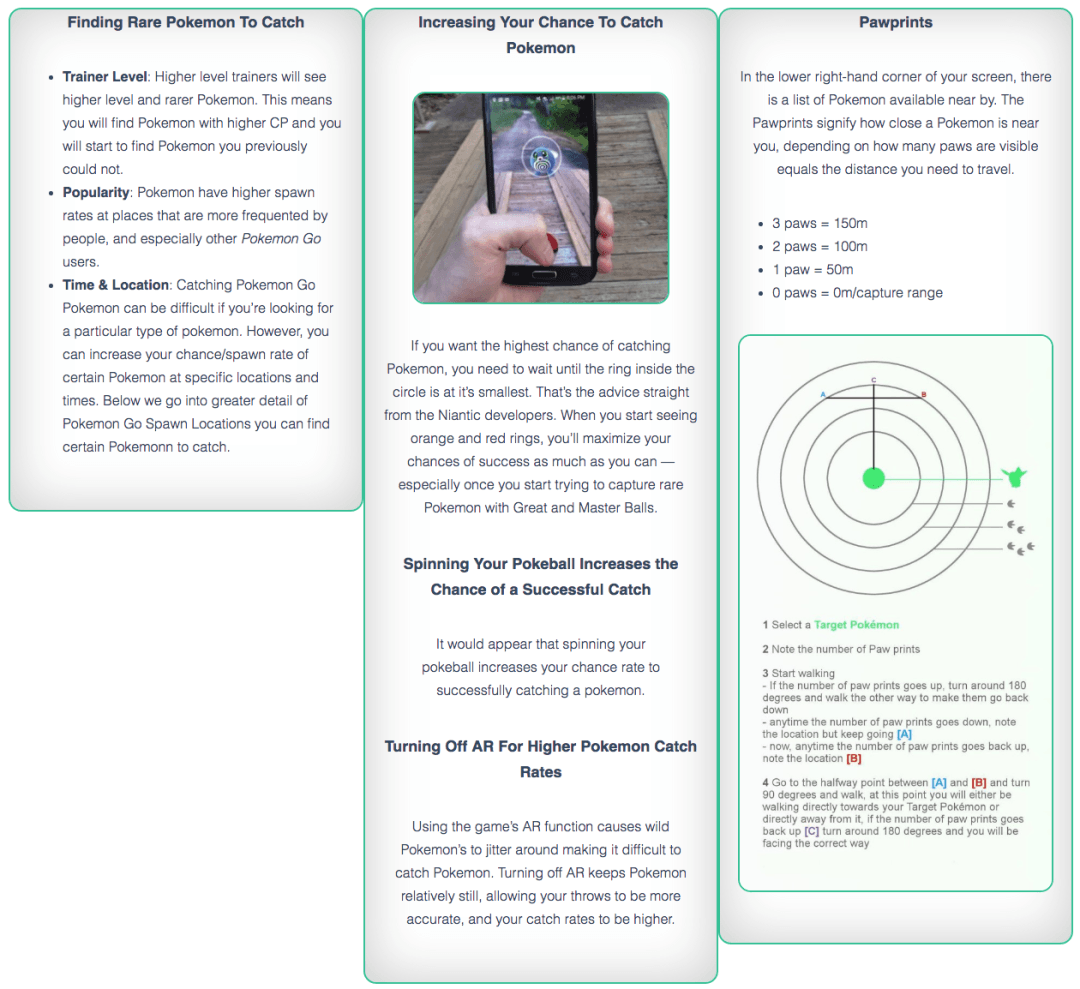 Finding Rare Pokemon To Catch
Trainer Level: Higher level trainers will see
higher level and rarer Pokemon. This means
you will find Pokemon with higher CP and you
will start to find Pokemon you previously
could not.
Popularity: Pokemon have higher spawn
rates at places that are more frequented by
people, and especially other Pokemon Go
users.
Time & Location: Catching Pokemon Go
Pokemon can be difficult if you're looking for
a particular type of pokemon. However, you
can increase your chance/spawn rate of
certain Pokemon at specific locations and
times. Below we go into greater detail of
Pokemon Go Spawn Locations you can find
certain Pokemonn to catch.
Increasing Your Chance To Catch
Pokemon
If you want the highest chance of catching
Pokemon, you need to wait until the ring inside the
circle is at it's smallest. That's the advice straight
from the Niantic developers. When you start seeing
orange and red rings, you'll maximize your
chances of success as much as you can —
especially once you start trying to capture rare
Pokemon with Great and Master Balls.
Spinning Your Pokeball Increases the
Chance of a Successful Catch
It would appear that spinning your
pokeball increases your chance rate to
successfully catching a pokemon.
Turning Off AR For Higher Pokemon Catch
Rates
Using the game's AR function causes wild
Pokemon's to jitter around making it difficult to
catch Pokemon. Turning off AR keeps Pokemon
relatively still, allowing your throws to be more
accurate, and your catch rates to be higher.
Pawprints
In the lower right-hand corner of your screen, there
is a list of Pokemon available near by. The
Pawprints signify how close a Pokemon is near
you, depending on how many paws are visible
equals the distance you need to travel.
3 paws = 150m
2 paws = 100m
1 paw = 50m
0 paws = 0m/capture range
C
A B
1 Select a Target Pokémon
2 Note the number of Paw prints
3 Start walking
- If the number of paw prints goes up, turn around 180
degrees and walk the other way to make them go back
down
- anytime the number of paw prints goes down, note
the location but keep going [A]
- now, anytime the number of paw prints goes back up,
note the location [B]
4 Go to the halfway point between [A] and [B] and turn
90 degrees and walk, at this point you will either be
walking directly towards your Target Pokémon or
directly away from it, if the number of paw prints goes
back up [C] turn around 180 degrees and you will be
facing the correct way